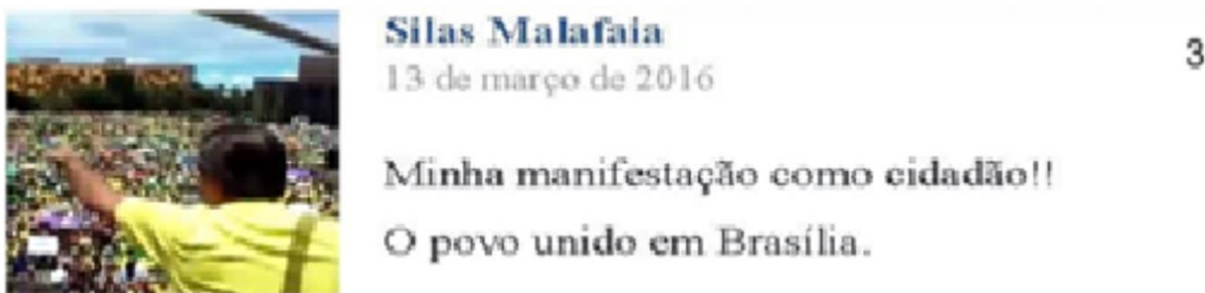 Silas Malafaia
13 de março de 2016
3
Minha manifestação como cidadão!!
O povo unido em Brasília.